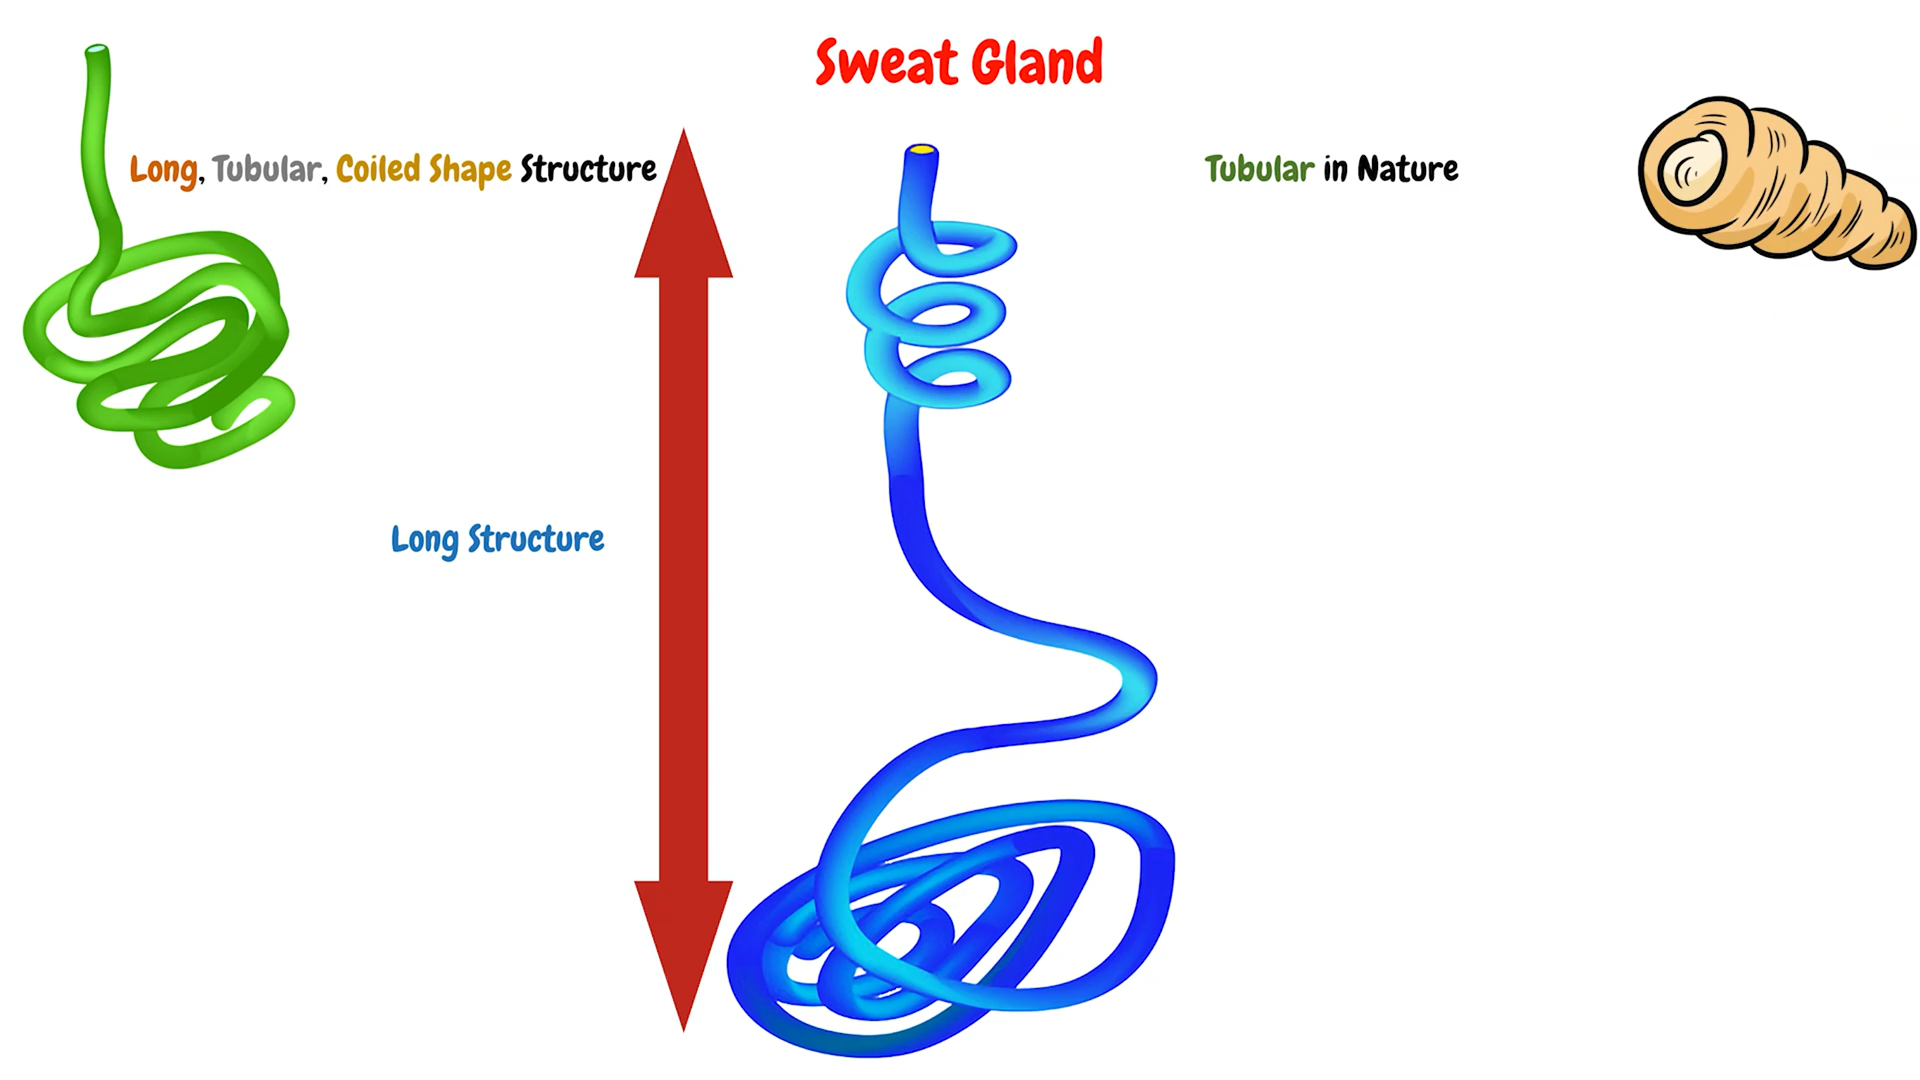 Sweat Gland
Long, Tubular, Coiled Shape Structure
Tubular in Nature
Long Structure